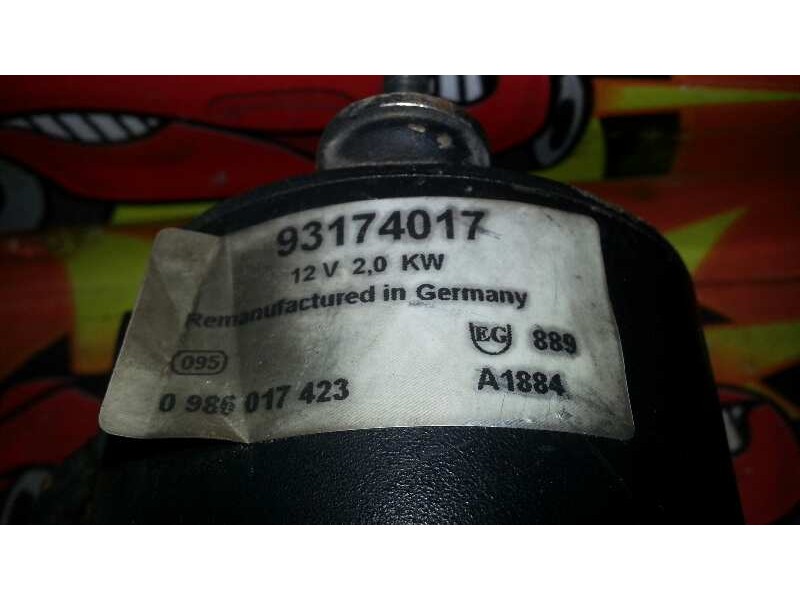 93174017
12 V 2,0 KW
Remanufactured in Germany
EG 889
095
0 986 017 423 A1884